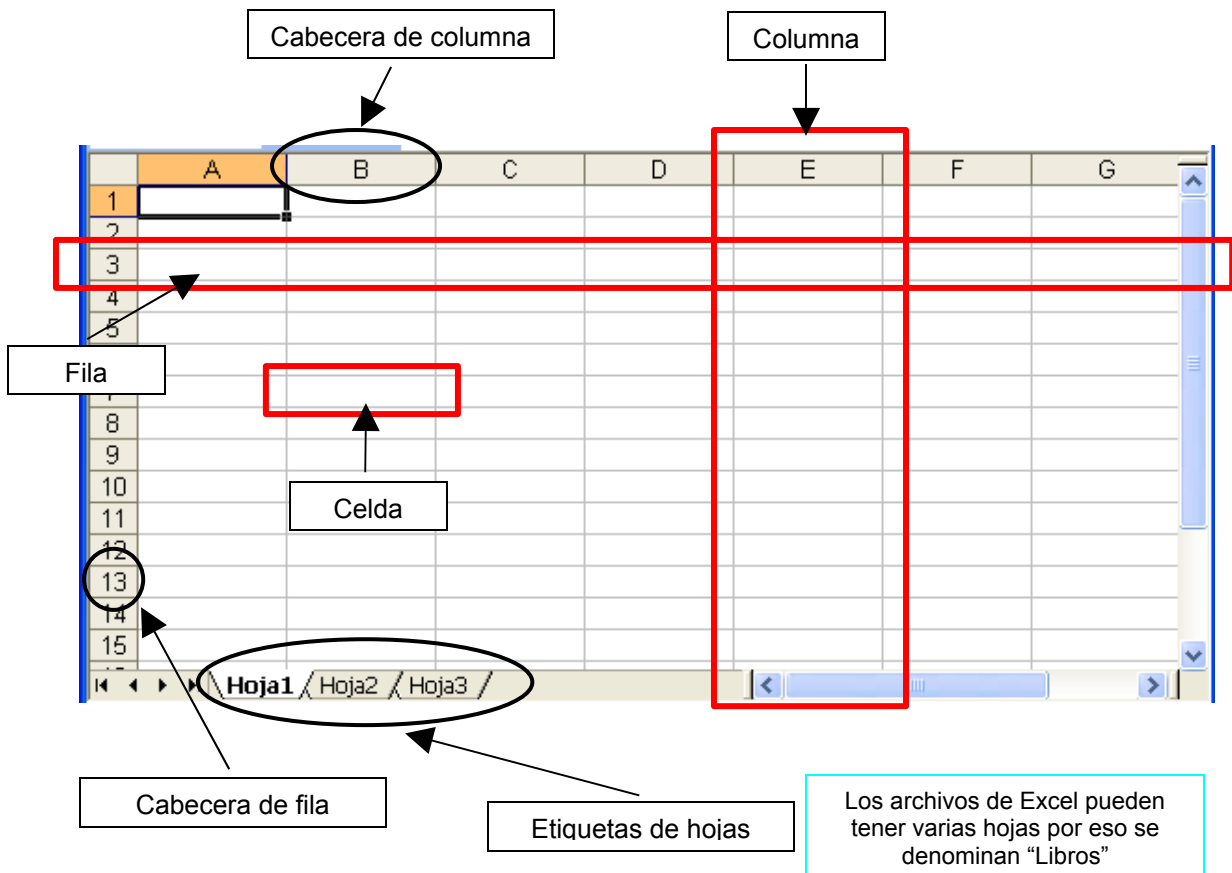 Cabecera de columna
Columna
A B C D E F G
1
2
3
4
5
Fila
8
9
10
Celda
11
12
13
14
15
Hoja1 Hoja2 Hoja3
Cabecera de fila
Etiquetas de hojas
Los archivos de Excel pueden
tener varias hojas por eso se
denominan “Libros”